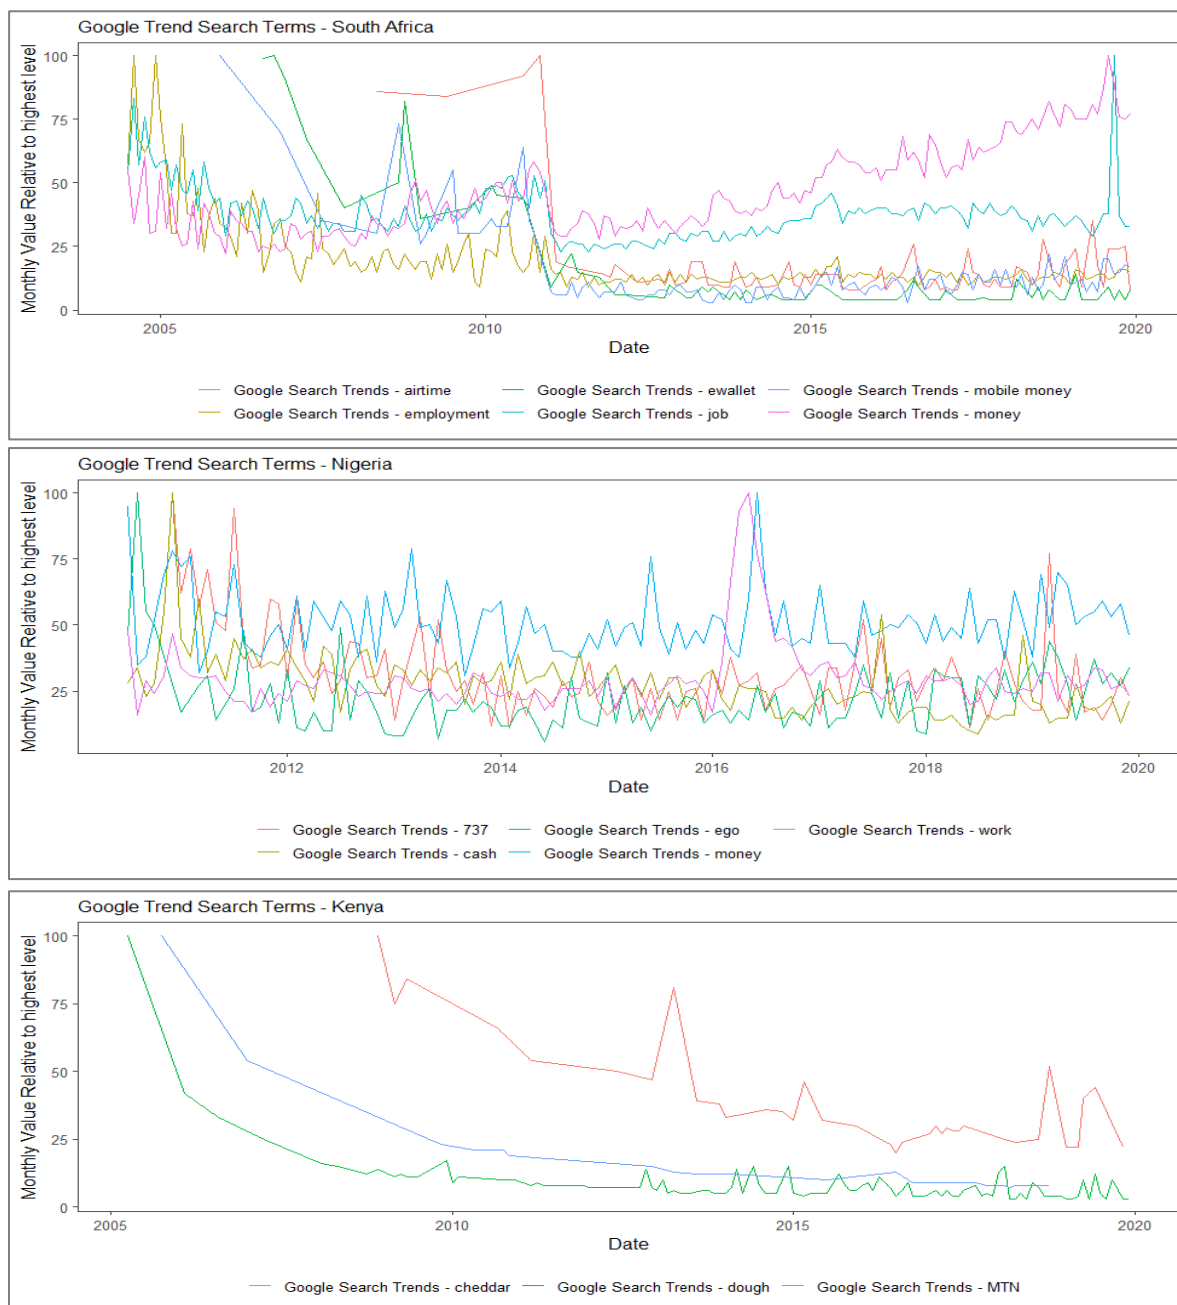 Google Trend Search Terms - South Africa
Monthly Value Relative to highest level
100
75
50
25
0
2005 2010 2015 2020
Date
Google Search Trends - airtime Google Search Trends - ewallet Google Search Trends - mobile money
Google Search Trends - employment Google Search Trends - job Google Search Trends - money
Google Trend Search Terms - Nigeria
Monthly Value Relative to highest level
100
75
50
25
2012 2014 2016 2018 2020
Date
Google Search Trends - 737 Google Search Trends - ego Google Search Trends - work
Google Search Trends - cash Google Search Trends - money
Google Trend Search Terms - Kenya
Monthly Value Relative to highest level
100
75
50
25
0
2005 2010 2015 2020
Date
Google Search Trends - cheddar Google Search Trends - dough Google Search Trends - MTN